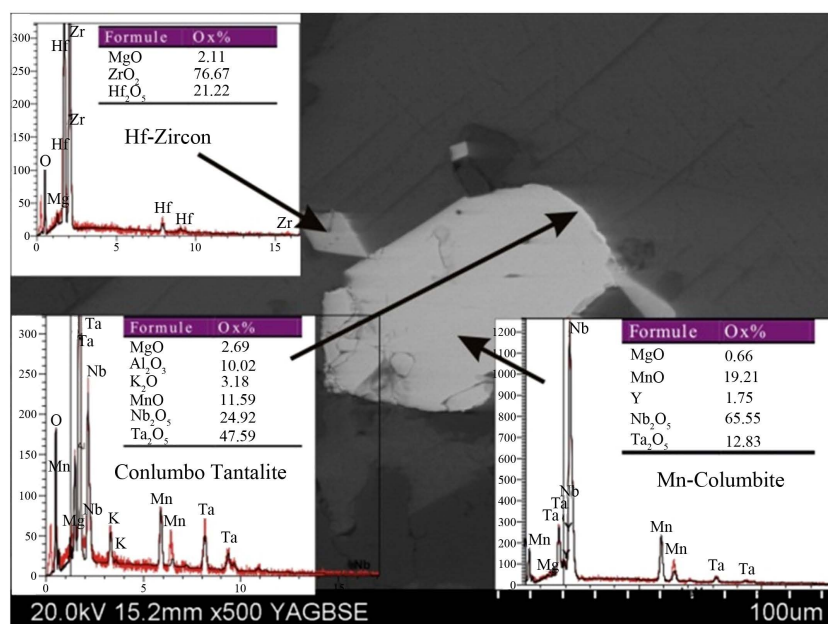 Formule Ox%
MgO 2.11
ZrO2 76.67
Hf2O5 21.22
Hf-Zircon
300
250
200
150
100
50
0
Hf
Zr
Zr
Hf
O
Mg
Hf
Hf
Zr
0 5 10 15
Formule Ox%
MgO 2.69
Al2O3 10.02
K2O 3.18
MnO 11.59
Nb2O5 24.92
Ta2O5 47.59
Conlumbo Tantalite
300
250
200
150
100
50
0
Ta
Ta
Nb
O
Mn
Nb
Mg
K
K
Mn
Mn
Ta
Ta
Nb
0 5 15
Formule Ox%
MgO 0.66
MnO 19.21
Y 1.75
Nb2O5 65.55
Ta2O5 12.83
Mn-Columbite
1200
1100
1000
900
800
700
600
500
400
300
200
100
0
Nb
Nb
Ta
Ta
Y
Mn
Mg
Mn
Mn
Ta
Ta
20.0kV 15.2mm x500 YAGBSE
100um